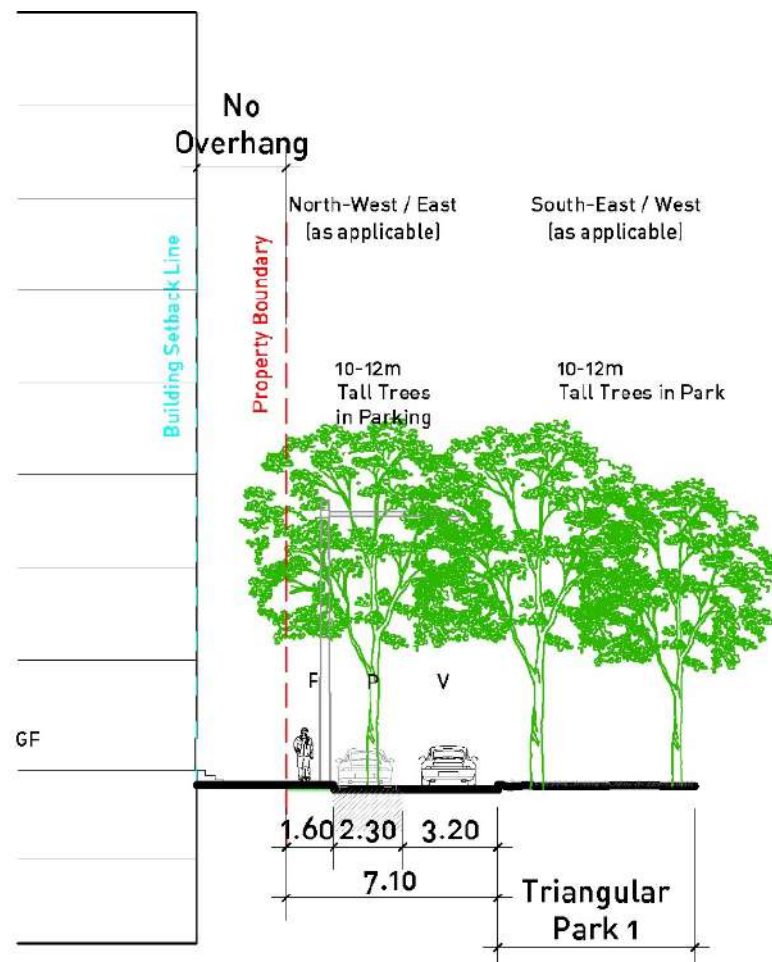 No
Overhang
North-West / East
(as applicable)
South-East / West
(as applicable)
Building Setback Line
Property Boundary
10-12m
Tall Trees
in Parking
10-12m
Tall Trees in Park
F
P
V
GF
1.60
2.30
3.20
7.10
Triangular
Park 1